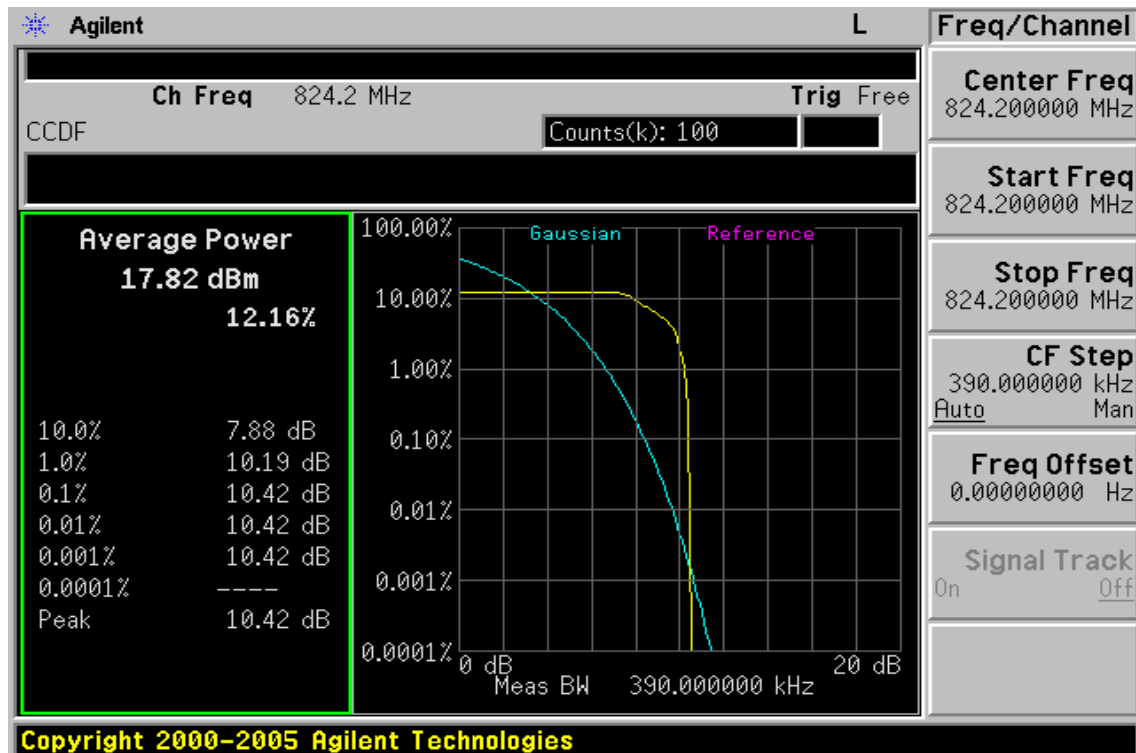 Agilent
L
Ch Freq 824.2 MHz
Trig Free
CCDF
Counts(k): 100
Average Power
17.82 dBm
12.16%
10.0% 7.88 dB
1.0% 10.19 dB
0.1% 10.42 dB
0.01% 10.42 dB
0.001% 10.42 dB
0.0001% ----
Peak 10.42 dB
Gaussian
Reference
100.00%
10.00%
1.00%
0.10%
0.01%
0.001%
0.0001%
0 dB
20 dB
Meas BW 390.000000 kHz
Freq/Channel
Center Freq
824.200000 MHz
Start Freq
824.200000 MHz
Stop Freq
824.200000 MHz
CF Step
390.000000 kHz
Auto Man
Freq Offset
0.00000000 Hz
Signal Track
On Off
Copyright 2000-2005 Agilent Technologies